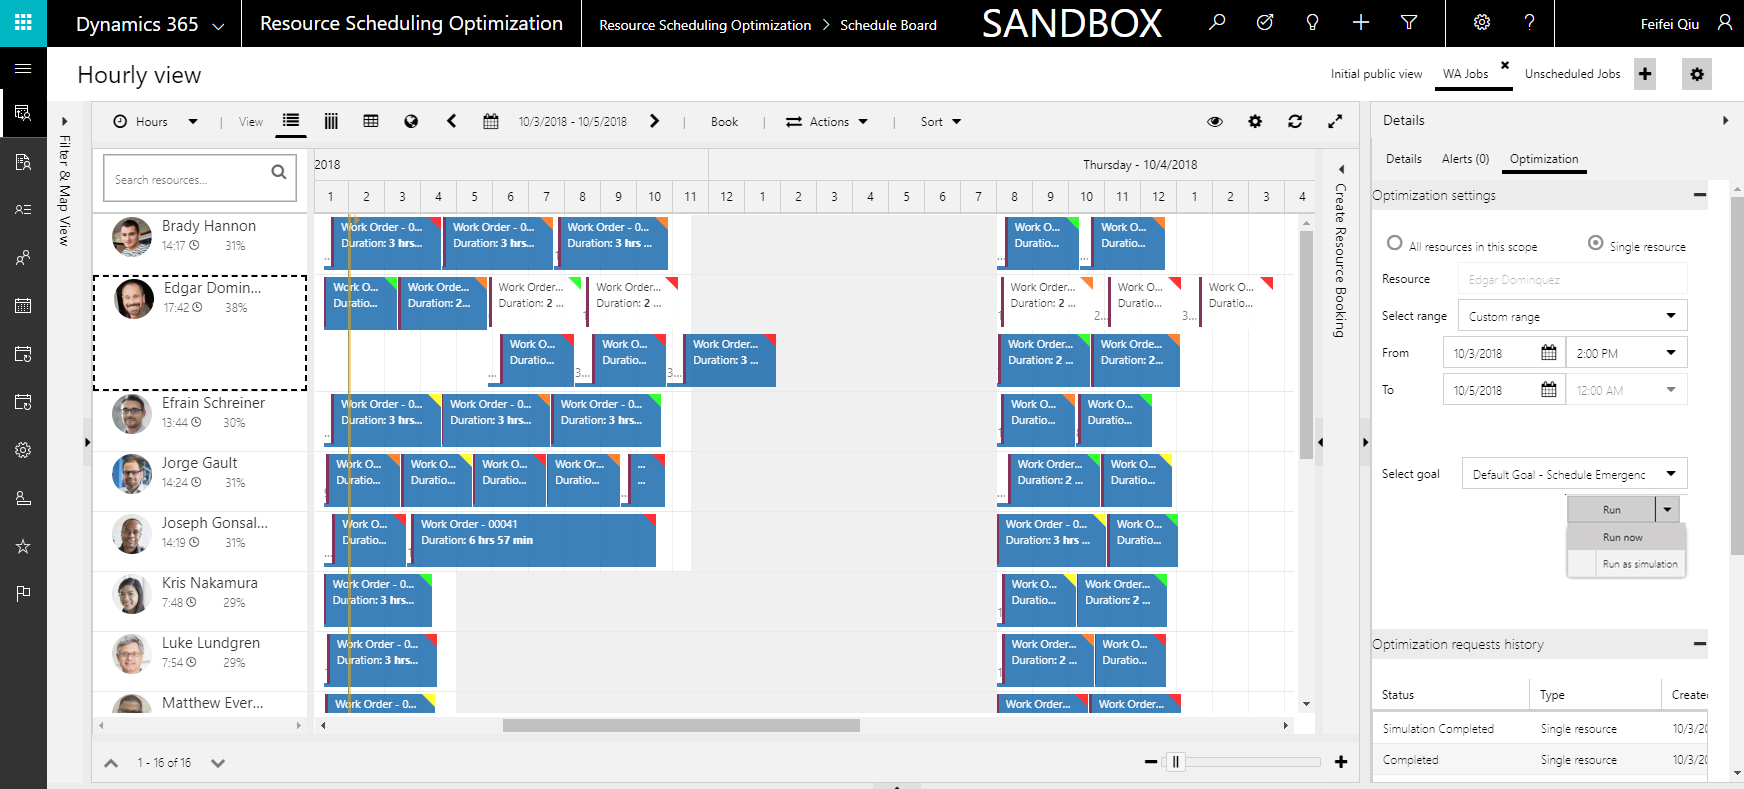 Dynamics 365
Resource Scheduling Optimization
Resource Scheduling Optimization > Schedule Board
SANDBOX
Feifei Qiu
Hourly view
Initial public view
WA Jobs
Unscheduled Jobs
Filter & Map View
Hours
View
10/3/2018 - 10/5/2018
Book
Actions
Sort
Search resources...
2018
Thursday - 10/4/2018
1 2 3 4 5 6 7 8 9 10 11 12 1 2 3 4 5 6 7 8 9 10 11 12 1 2 3 4
Brady Hannon
14:17 31%
Work Order - 0... Work Order - 0... Work Order - 0... Work O... Work O...
Duration: 3 hrs... Duration: 3 hrs... Duration: 3 hrs ... Duratio... Duratio...
Edgar Domin...
17:42 38%
Work O... Work Orde... Work Order... Work Order... Work Order... Work O... Work O...
Duratio... Duration: 2... Duration: 2 ... Duration: 2 ... Duration: 2 ... Duratio... Duratio...
Work O... Work O... Work Order... Work Order... Work Orde...
Duratio... Duratio... Duration: 3 ... Duration: 2 ... Duration: 2...
Efrain Schreiner
13:44 30%
Work Order - 0... Work Order - 0... Work Order - 0... Work O... Work O...
Duration: 3 hrs... Duration: 3 hrs... Duration: 3 hrs... Duratio... Duratio...
Jorge Gault
14:24 31%
Work O... Work O... Work O... Work O... ... Work Order... Work O...
Duratio... Duratio... Duratio... Duratio... ... Duration: 2 ... Duratio...
Joseph Gonsal...
14:19 31%
Work O... Work Order - 00041 Work Order - 0... Work O...
Duratio... Duration: 6 hrs 57 min Duration: 3 hrs ... Duratio...
Kris Nakamura
7:48 29%
Work Order - 0... Work O... Work Order...
Duration: 3 hrs... Duratio... Duration: 2 ...
Luke Lundgren
7:54 29%
Work Order - 0... Work Order... Work O...
Duration: 3 hrs... Duration: 2 ... Duratio...
Matthew Ever...
Work Order - 0... Work Order... Work Order...
1 - 16 of 16
Create Resource Booking
Details
Details
Alerts (0)
Optimization
Optimization settings
All resources in this scope
Single resource
Resource
Edgar Dominquez
Select range
Custom range
From
10/3/2018
2:00 PM
To
10/5/2018
12:00 AM
Select goal
Default Goal - Schedule Emergenc
Run
Run now
Run as simulation
Optimization requests history
Status Type
Simulation Completed Single resource
Completed Single resource